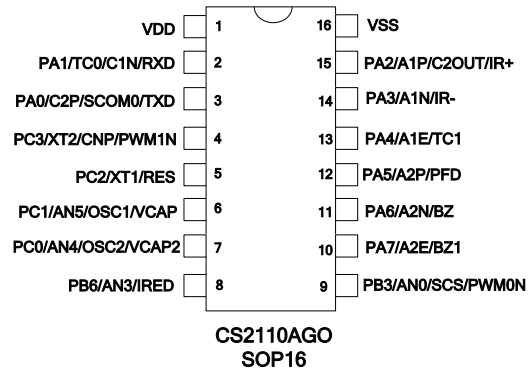 VDD 1 16 VSS
PA1/TC0/C1N/RXD 2 15 PA2/A1P/C2OUT/IR+
PA0/C2P/SCOM0/TXD 3 14 PA3/A1N/IR-
PC3/XT2/CNP/PWM1N 4 13 PA4/A1E/TC1
PC2/XT1/RES 5 12 PA5/A2P/PFD
PC1/AN5/OSC1/VCAP 6 11 PA6/A2N/BZ
PC0/AN4/OSC2/VCAP2 7 10 PA7/A2E/BZ1
PB6/AN3/IRED 8 9 PB3/AN0/SCS/PWM0N
CS2110AGO
SOP16